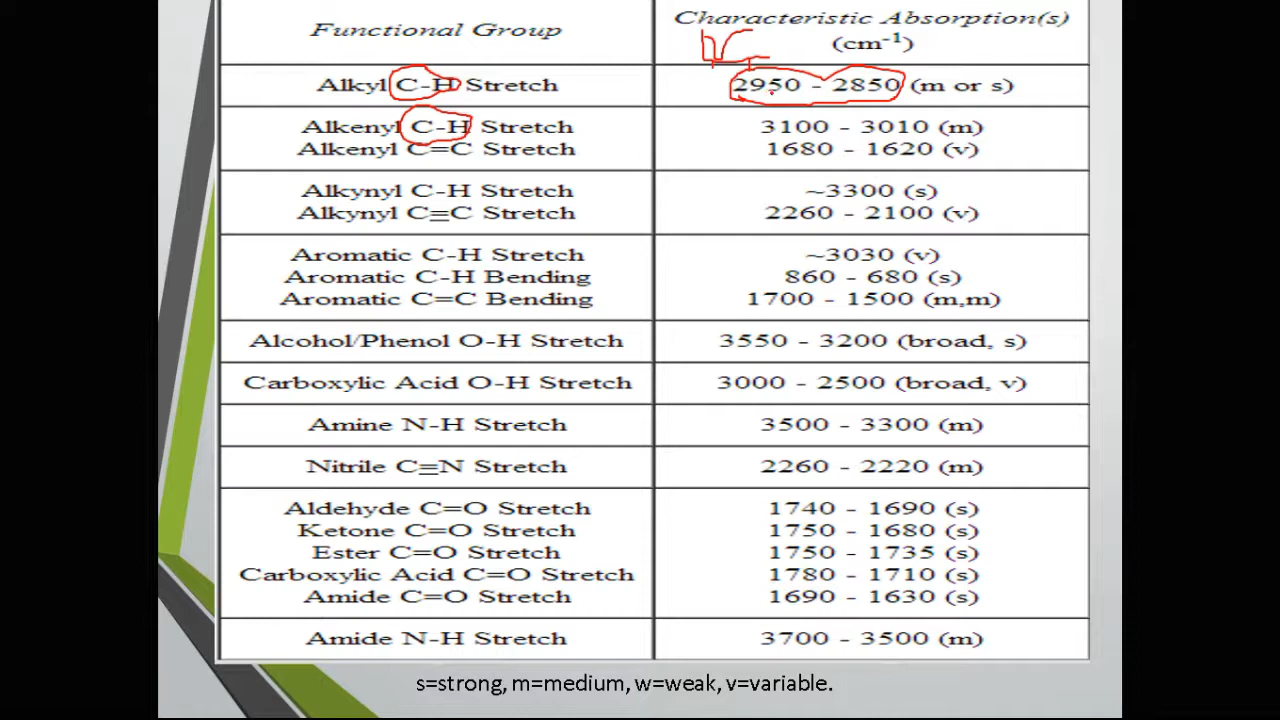 Functional Group Characteristic Absorption(s)
(cm-1)
Alkyl C-H Stretch 2950 - 2850 (m or s)
Alkenyl C-H Stretch 3100 - 3010 (m)
Alkenyl C=C Stretch 1680 - 1620 (v)
Alkynyl C-H Stretch ~3300 (s)
Alkynyl C≡C Stretch 2260 - 2100 (v)
Aromatic C-H Stretch ~3030 (v)
Aromatic C-H Bending 860 - 680 (s)
Aromatic C=C Bending 1700 - 1500 (m,m)
Alcohol/Phenol O-H Stretch 3550 - 3200 (broad, s)
Carboxylic Acid O-H Stretch 3000 - 2500 (broad, v)
Amine N-H Stretch 3500 - 3300 (m)
Nitrile C≡N Stretch 2260 - 2220 (m)
Aldehyde C=O Stretch 1740 - 1690 (s)
Ketone C=O Stretch 1750 - 1680 (s)
Ester C=O Stretch 1750 - 1735 (s)
Carboxylic Acid C=O Stretch 1780 - 1710 (s)
Amide C=O Stretch 1690 - 1630 (s)
Amide N-H Stretch 3700 - 3500 (m)
s=strong, m=medium, w=weak, v=variable.